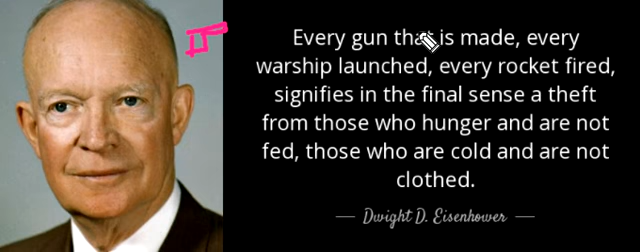 Every gun that is made, every
warship launched, every rocket fired,
signifies in the final sense a theft
from those who hunger and are not
fed, those who are cold and are not
clothed.
— Dwight D. Eisenhower —